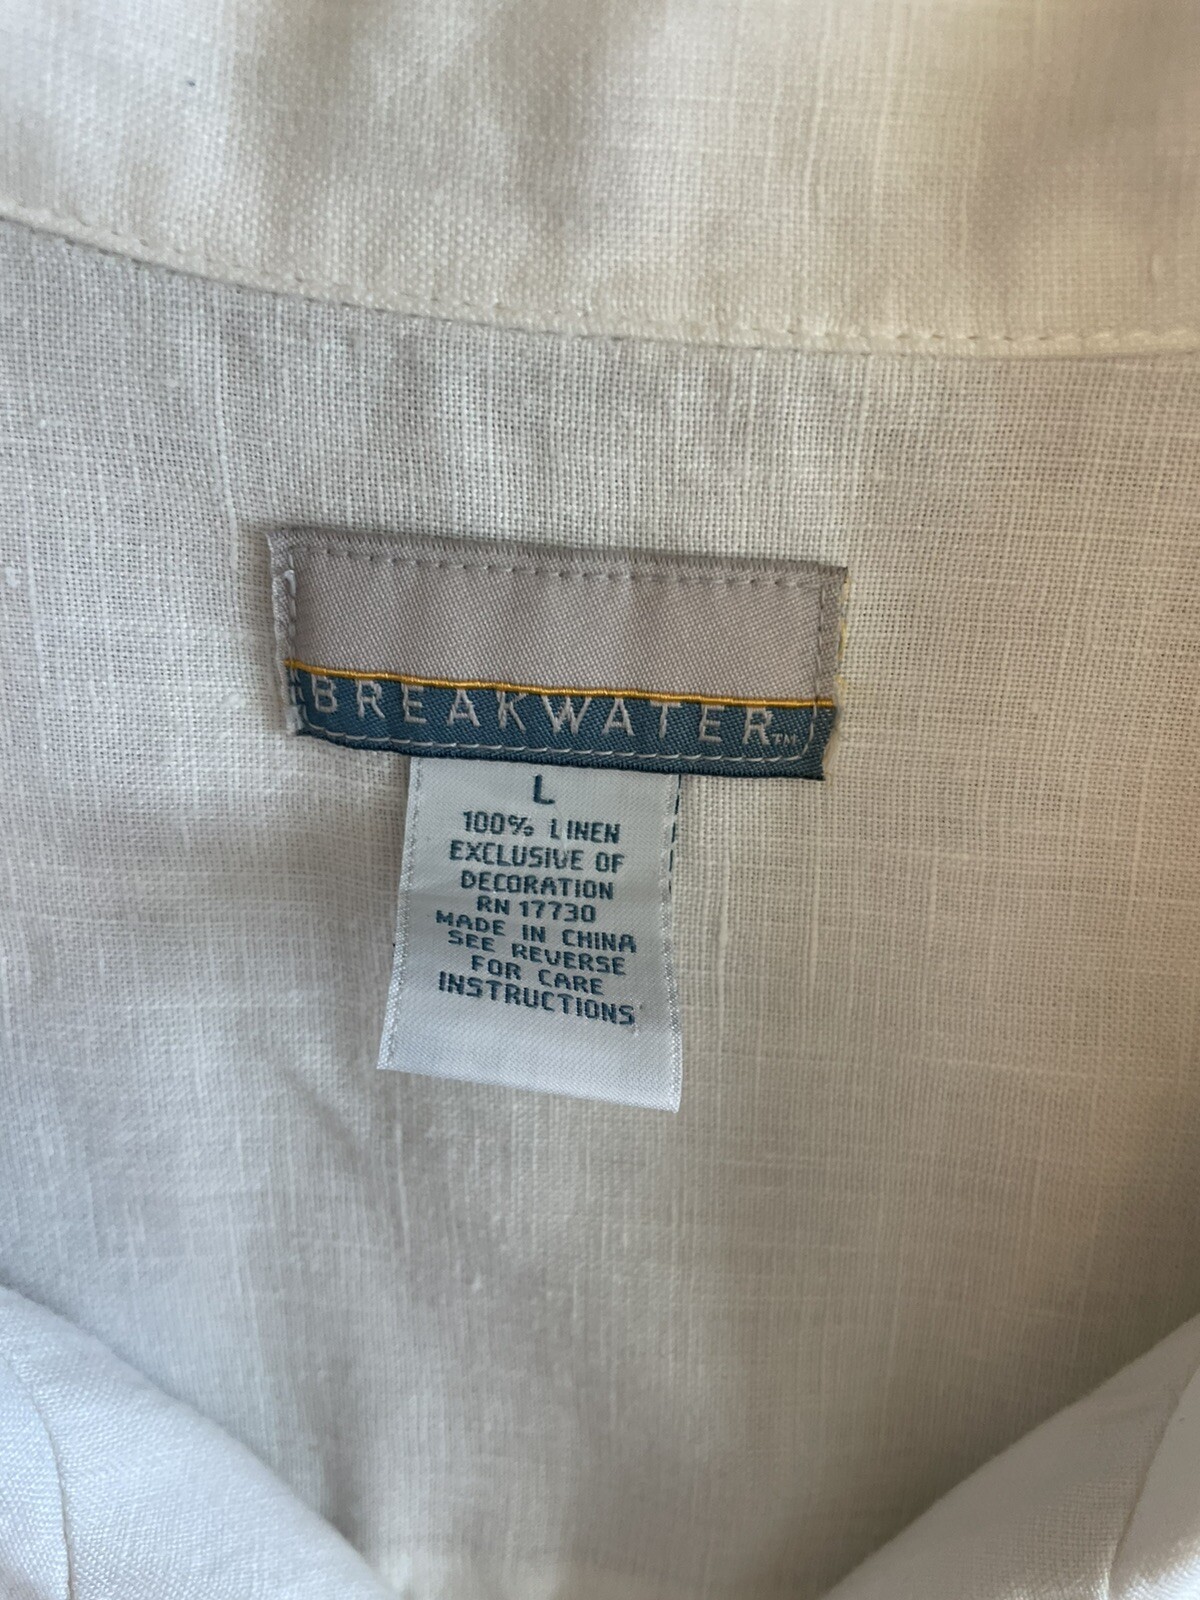 BREAKWATER™
L
100% LINEN
EXCLUSIVE OF
DECORATION
RN 17730
MADE IN CHINA
SEE REVERSE
FOR CARE
INSTRUCTIONS